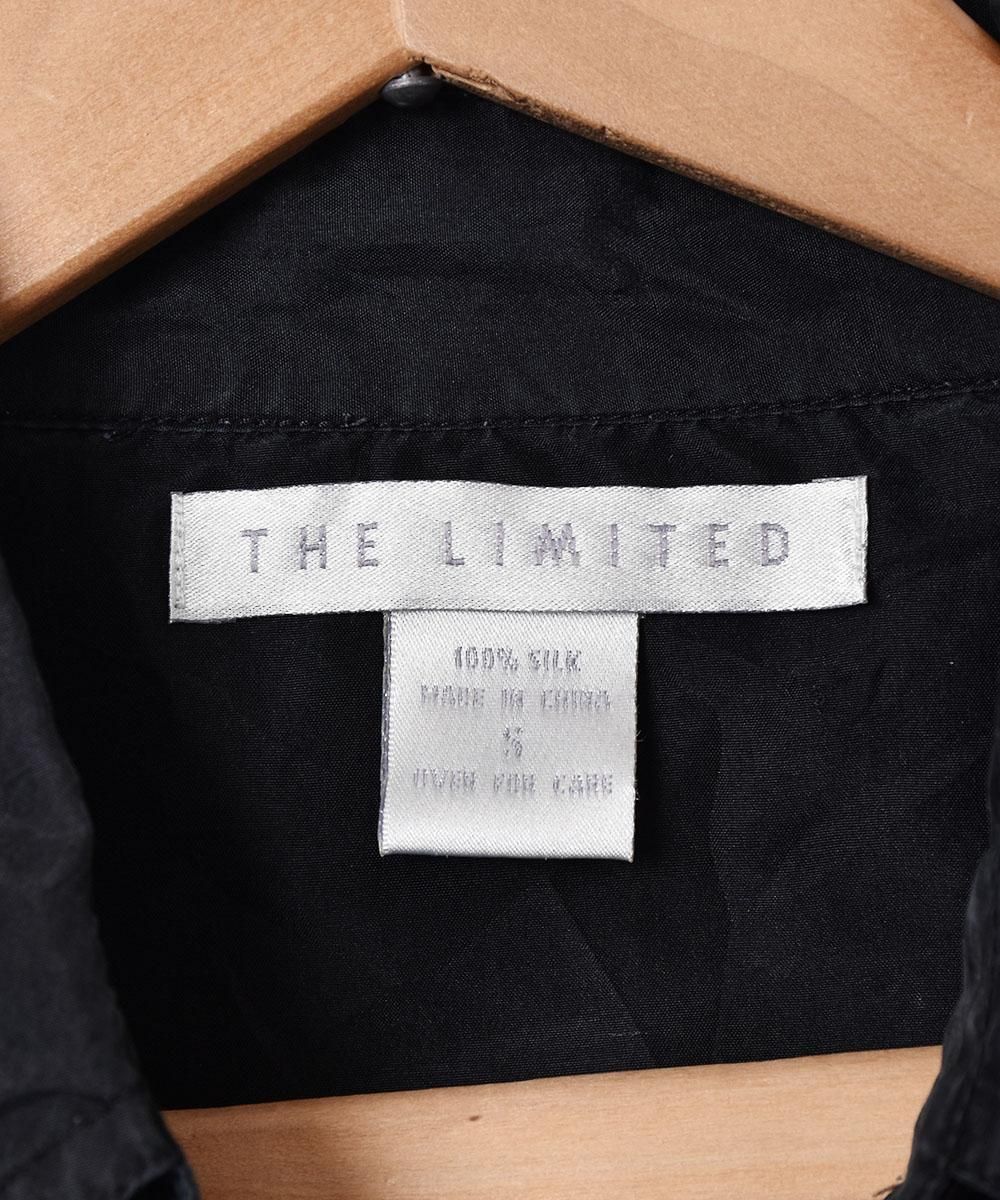 THE LIMITED
100% SILK
MADE IN CHINA
S
OVER FOR CARE